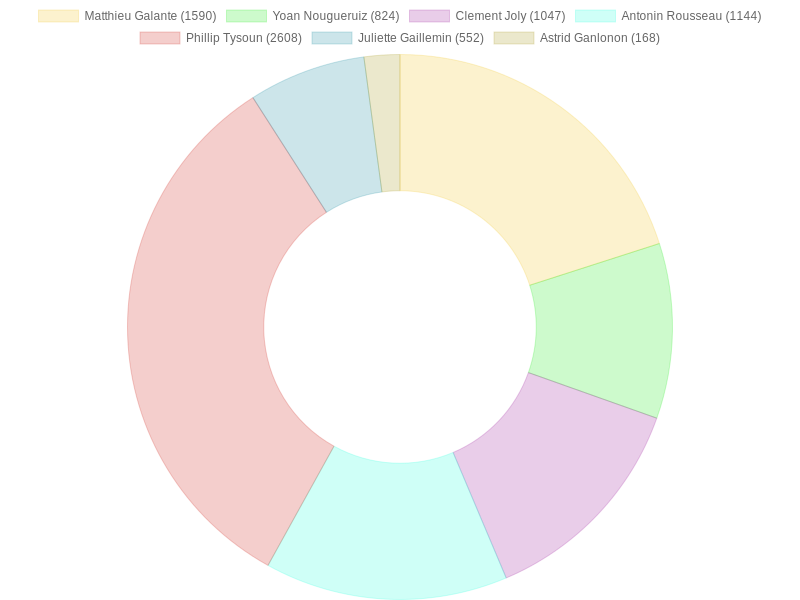 Matthieu Galante (1590) Yoan Nougueruiz (824) Clement Joly (1047) Antonin Rousseau (1144)
Phillip Tysoun (2608) Juliette Gaillemin (552) Astrid Ganlonon (168)